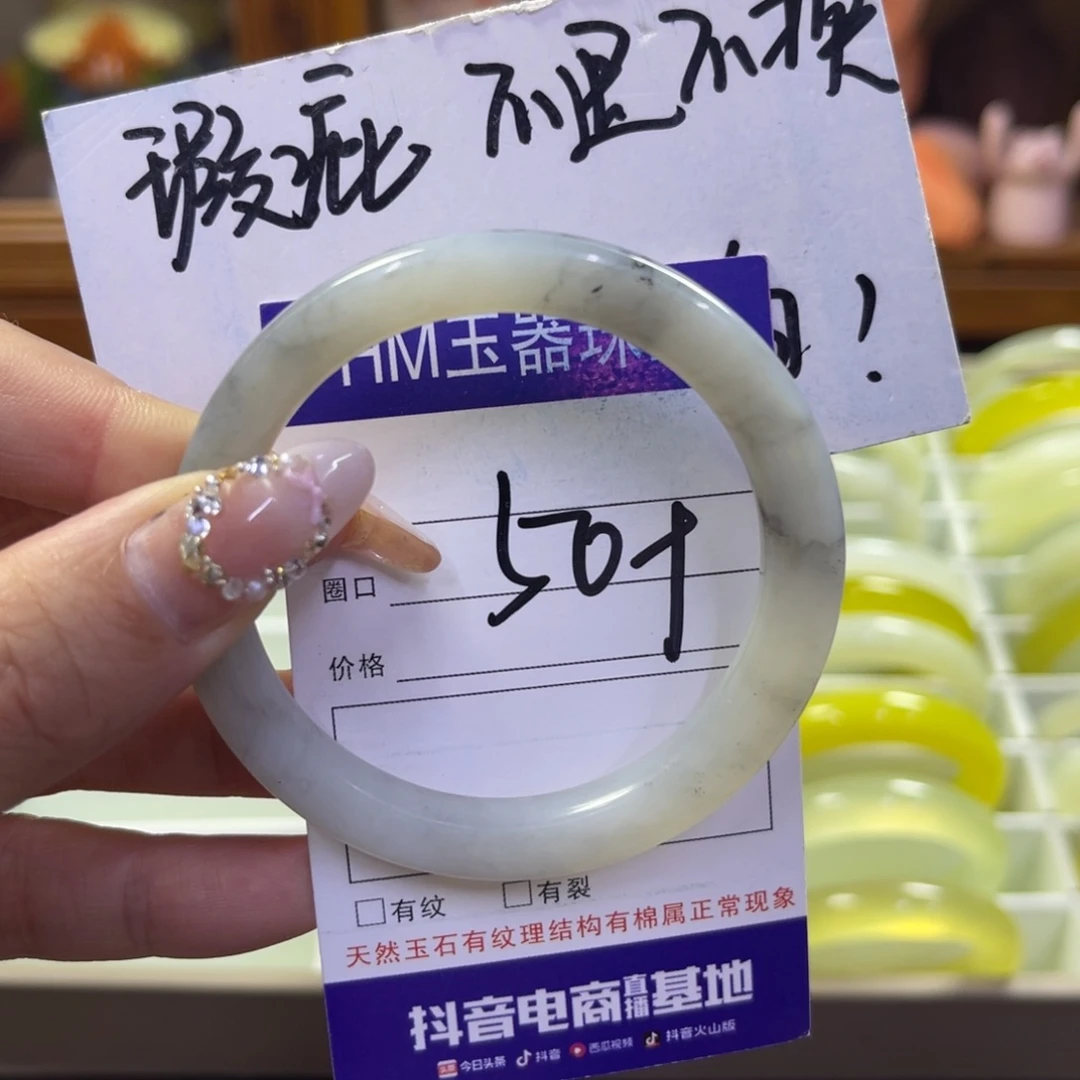 瑕疵 不退不换
！
HM玉器珠
50+
圈口
价格
□有纹 □有裂
天然玉石有纹理结构有棉属正常现象
抖音电商直播基地
今日头条 抖音 西瓜视频 抖音火山版